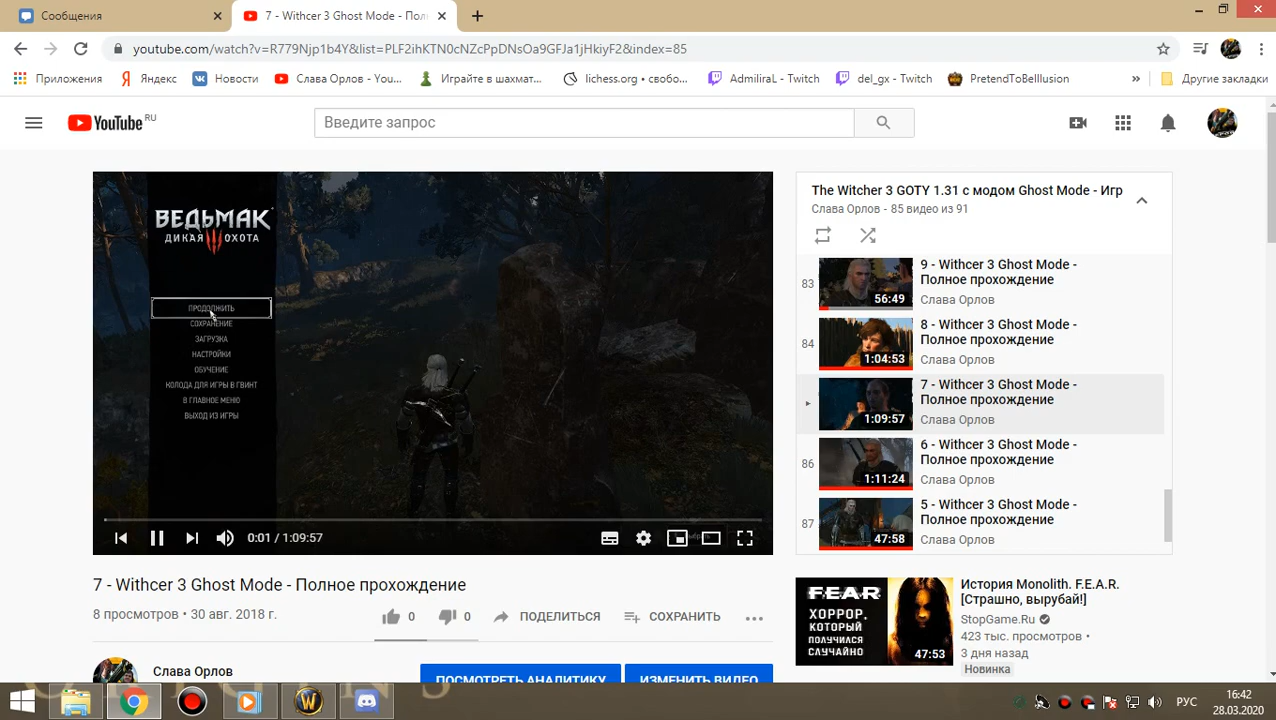 Сообщения
7 - Withcer 3 Ghost Mode - Пол
youtube.com/watch?v=R779Njp1b4Y&list=PLF2ihKTN0cNZcPpDNsOa9GFJa1jHkiyF2&index=85
Приложения
Яндекс
Новости
Слава Орлов - You...
Играйте в шахмат...
lichess.org • свобо...
AdmiriraL - Twitch
del_gx - Twitch
PretendToBeIllusion
»
Другие закладки
YouTube RU
Введите запрос
ВЕДЬМАК
ДИКАЯ ОХОТА
ПРОДОЛЖИТЬ
СОХРАНЕНИЕ
ЗАГРУЗКА
НАСТРОЙКИ
ОБУЧЕНИЕ
КОЛОДА ДЛЯ ИГРЫ В ГВИНТ
В ГЛАВНОЕ МЕНЮ
ВЫХОД ИЗ ИГРЫ
0:01 / 1:09:57
The Witcher 3 GOTY 1.31 с модом Ghost Mode - Игр
Слава Орлов - 85 видео из 91
83
56:49
9 - Withcer 3 Ghost Mode -
Полное прохождение
Слава Орлов
84
1:04:53
8 - Withcer 3 Ghost Mode -
Полное прохождение
Слава Орлов
1:09:57
7 - Withcer 3 Ghost Mode -
Полное прохождение
Слава Орлов
86
1:11:24
6 - Withcer 3 Ghost Mode -
Полное прохождение
Слава Орлов
87
47:58
5 - Withcer 3 Ghost Mode -
Полное прохождение
Слава Орлов
7 - Withcer 3 Ghost Mode - Полное прохождение
8 просмотров • 30 авг. 2018 г.
0
0
ПОДЕЛИТЬСЯ
СОХРАНИТЬ
Слава Орлов
ПОСМОТРЕТЬ АНАЛИТИКУ
ИЗМЕНИТЬ ВИДЕО
FEAR
ХОРРОР,
КОТОРЫЙ
ПОЛУЧИЛСЯ
СЛУЧАЙНО
47:53
История Monolith. F.E.A.R.
[Страшно, вырубай!]
StopGame.Ru
423 тыс. просмотров •
3 дня назад
Новинка
РУС
16:42
28.03.2020